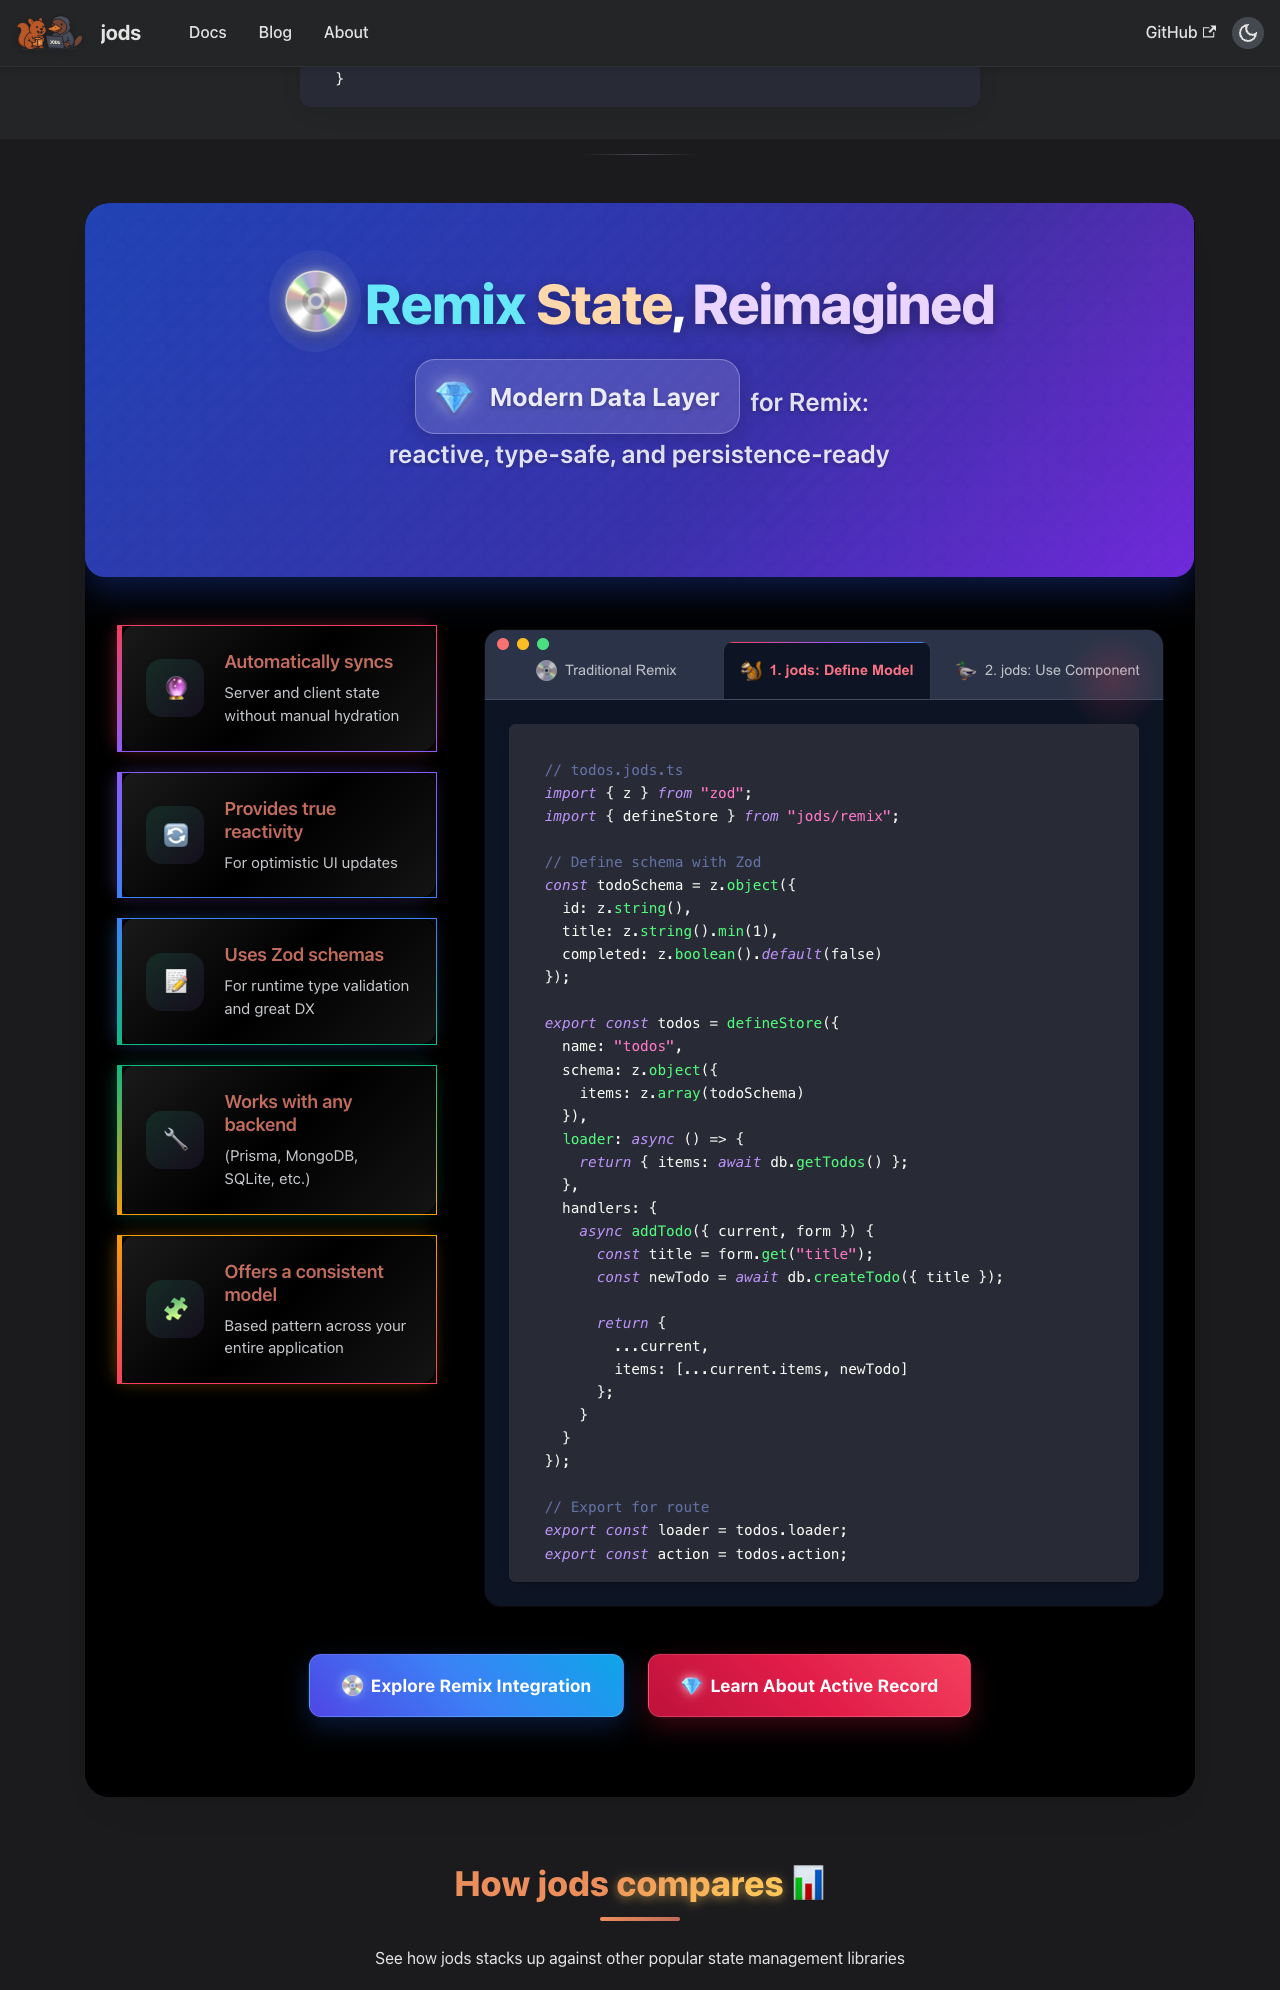 jods
Docs
Blog
About
GitHub
}
Remix State, Reimagined
Modern Data Layer for Remix:
reactive, type-safe, and persistence-ready
Automatically syncs
Server and client state
without manual hydration
Provides true
reactivity
For optimistic UI updates
Uses Zod schemas
For runtime type validation
and great DX
Works with any
backend
(Prisma, MongoDB,
SQLite, etc.)
Offers a consistent
model
Based pattern across your
entire application
Traditional Remix
1. jods: Define Model
2. jods: Use Component
// todos.jods.ts
import { z } from "zod";
import { defineStore } from "jods/remix";

// Define schema with Zod
const todoSchema = z.object({
  id: z.string(),
  title: z.string().min(1),
  completed: z.boolean().default(false)
});

export const todos = defineStore({
  name: "todos",
  schema: z.object({
    items: z.array(todoSchema)
  }),
  loader: async () => {
    return { items: await db.getTodos() };
  },
  handlers: {
    async addTodo({ current, form }) {
      const title = form.get("title");
      const newTodo = await db.createTodo({ title });

      return {
        ...current,
        items: [...current.items, newTodo]
      };
    }
  }
});

// Export for route
export const loader = todos.loader;
export const action = todos.action;
Explore Remix Integration
Learn About Active Record
How jods compares
See how jods stacks up against other popular state management libraries